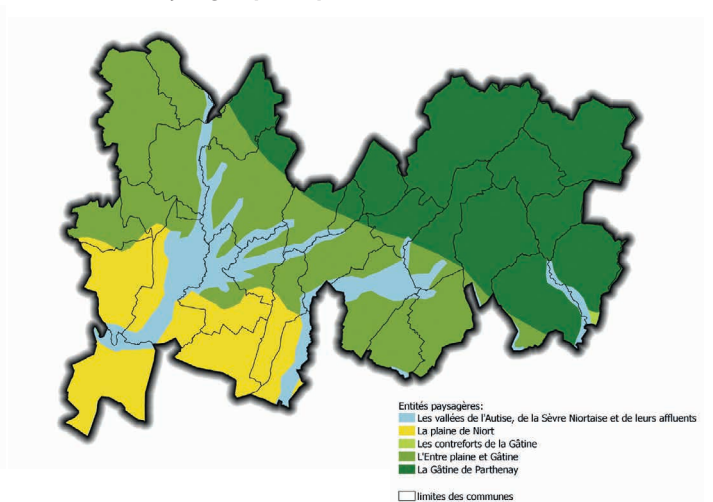 Entités paysagères:
Les vallées de l'Autise, de la Sèvre Niortaise et de leurs affluents
La plaine de Niort
Les contreforts de la Gâtine
L'Entre plaine et Gâtine
La Gâtine de Parthenay
limites des communes